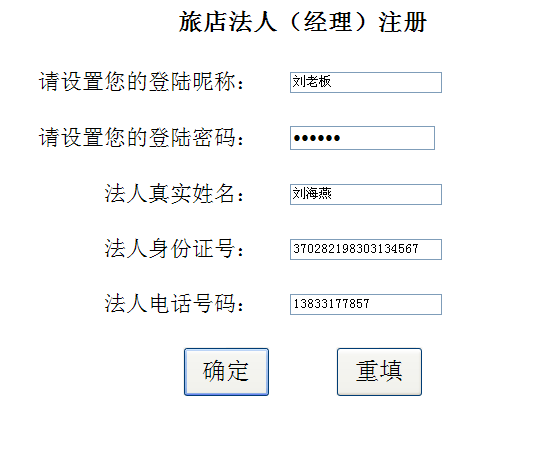 旅店法人（经理）注册
请设置您的登陆昵称： 刘老板
请设置您的登陆密码： ●●●●●●
法人真实姓名： 刘海燕
法人身份证号： 370282198303134567
法人电话号码： 13833177857
确定 重填